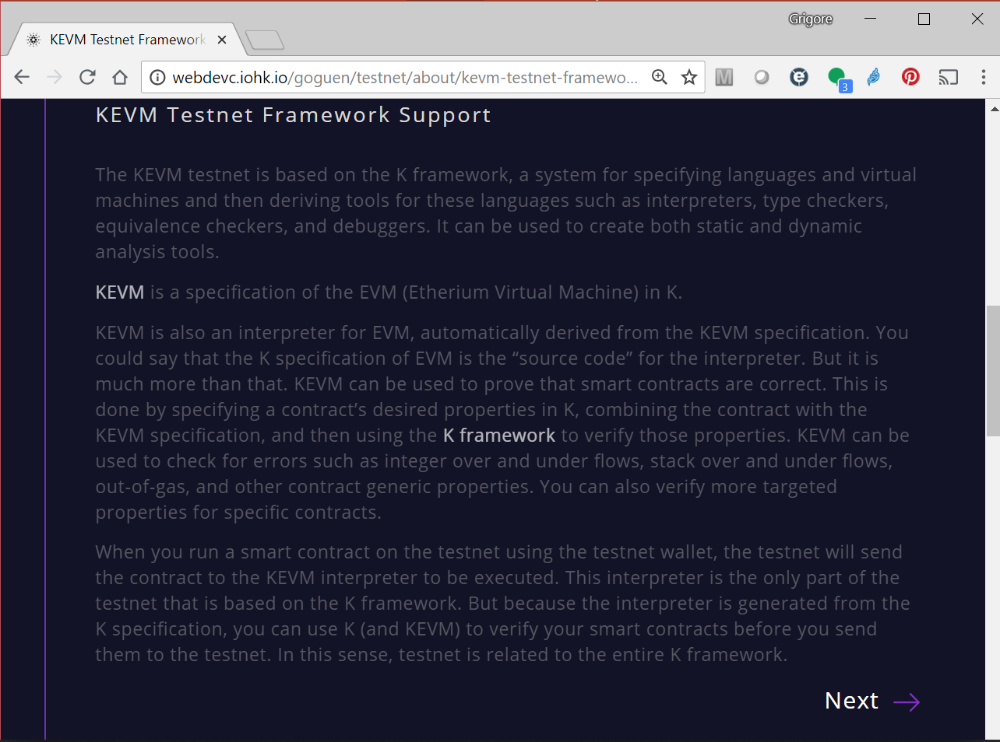 Grigore
KEVM Testnet Framework
webdevc.iohk.io/goguen/testnet/about/kevm-testnet-framewo...
M
e
3
KEVM Testnet Framework Support
The KEVM testnet is based on the K framework, a system for specifying languages and virtual
machines and then deriving tools for these languages such as interpreters, type checkers,
equivalence checkers, and debuggers. It can be used to create both static and dynamic
analysis tools.
KEVM is a specification of the EVM (Etherium Virtual Machine) in K.
KEVM is also an interpreter for EVM, automatically derived from the KEVM specification. You
could say that the K specification of EVM is the “source code” for the interpreter. But it is
much more than that. KEVM can be used to prove that smart contracts are correct. This is
done by specifying a contract’s desired properties in K, combining the contract with the
KEVM specification, and then using the K framework to verify those properties. KEVM can be
used to check for errors such as integer over and under flows, stack over and under flows,
out-of-gas, and other contract generic properties. You can also verify more targeted
properties for specific contracts.
When you run a smart contract on the testnet using the testnet wallet, the testnet will send
the contract to the KEVM interpreter to be executed. This interpreter is the only part of the
testnet that is based on the K framework. But because the interpreter is generated from the
K specification, you can use K (and KEVM) to verify your smart contracts before you send
them to the testnet. In this sense, testnet is related to the entire K framework.
Next